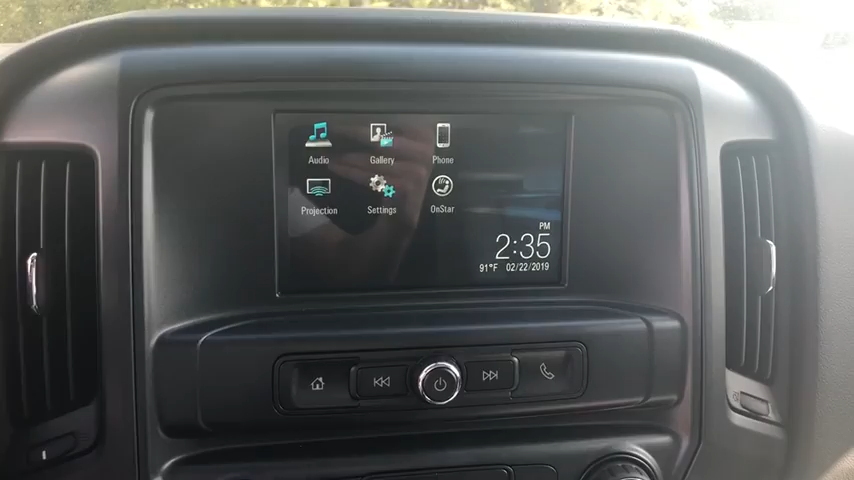 Audio Gallery Phone
Projection Settings OnStar
PM
2:35
91°F 02/22/2019